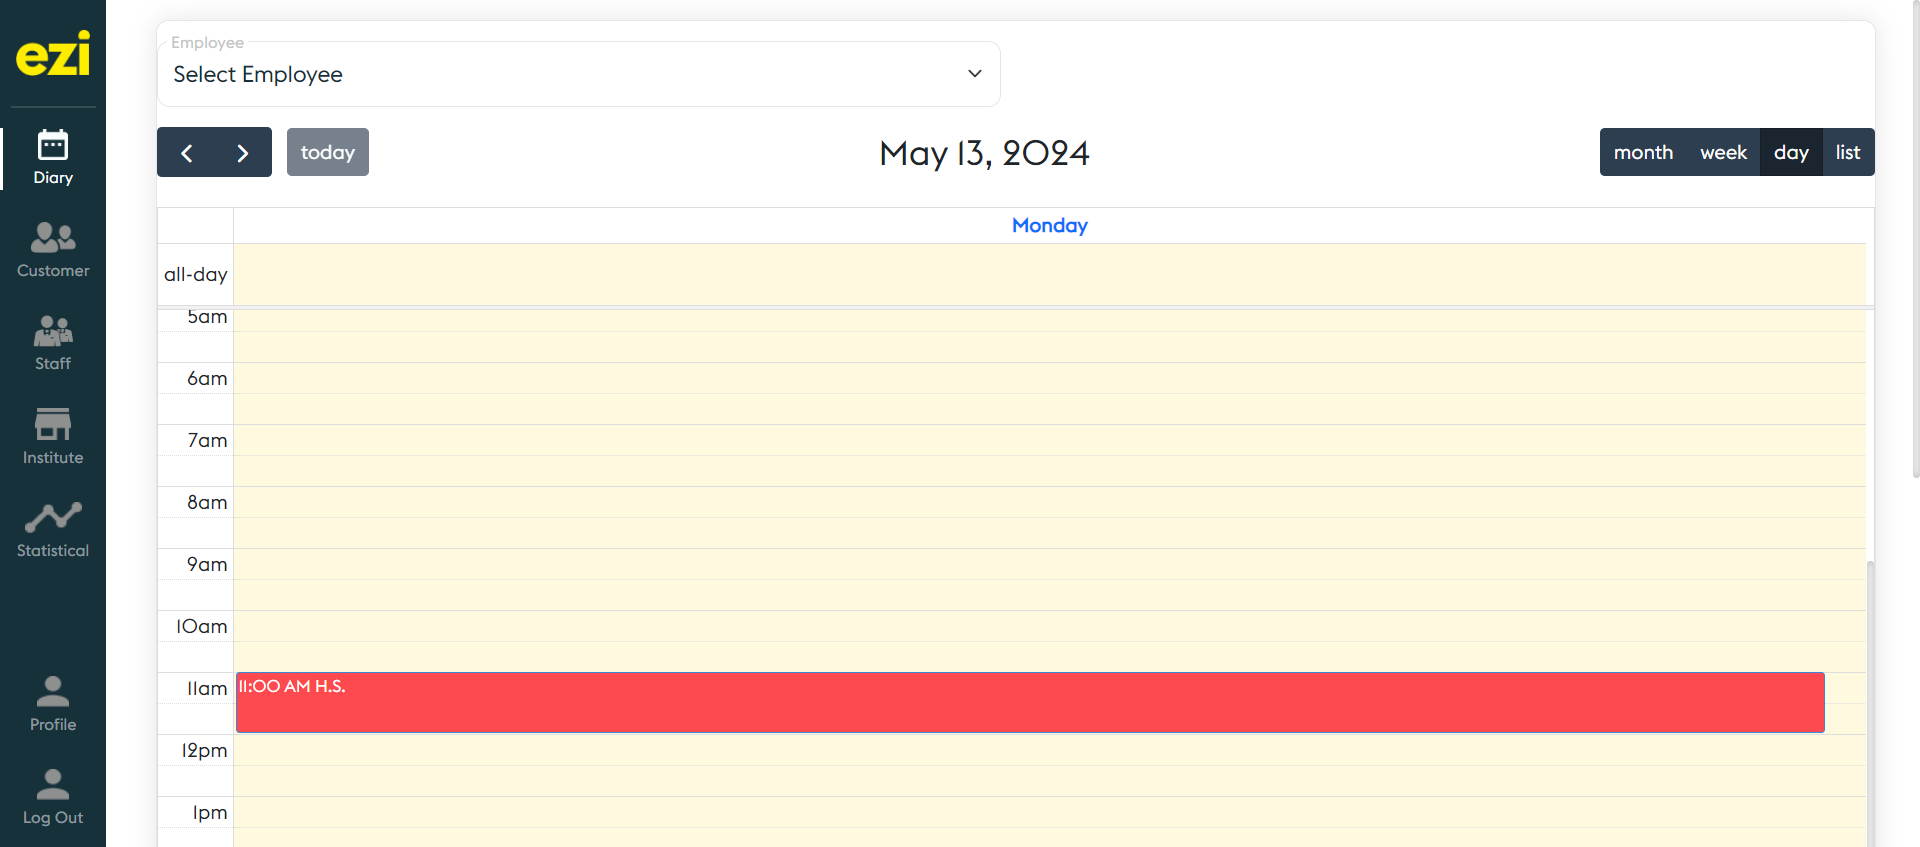 ezi
Diary
Customer
Staff
Institute
Statistical
Profile
Log Out
Employee
Select Employee
today
May 13, 2024
month week day list
Monday
all-day
5am
6am
7am
8am
9am
10am
11am
11:00 AM H.S.
12pm
1pm